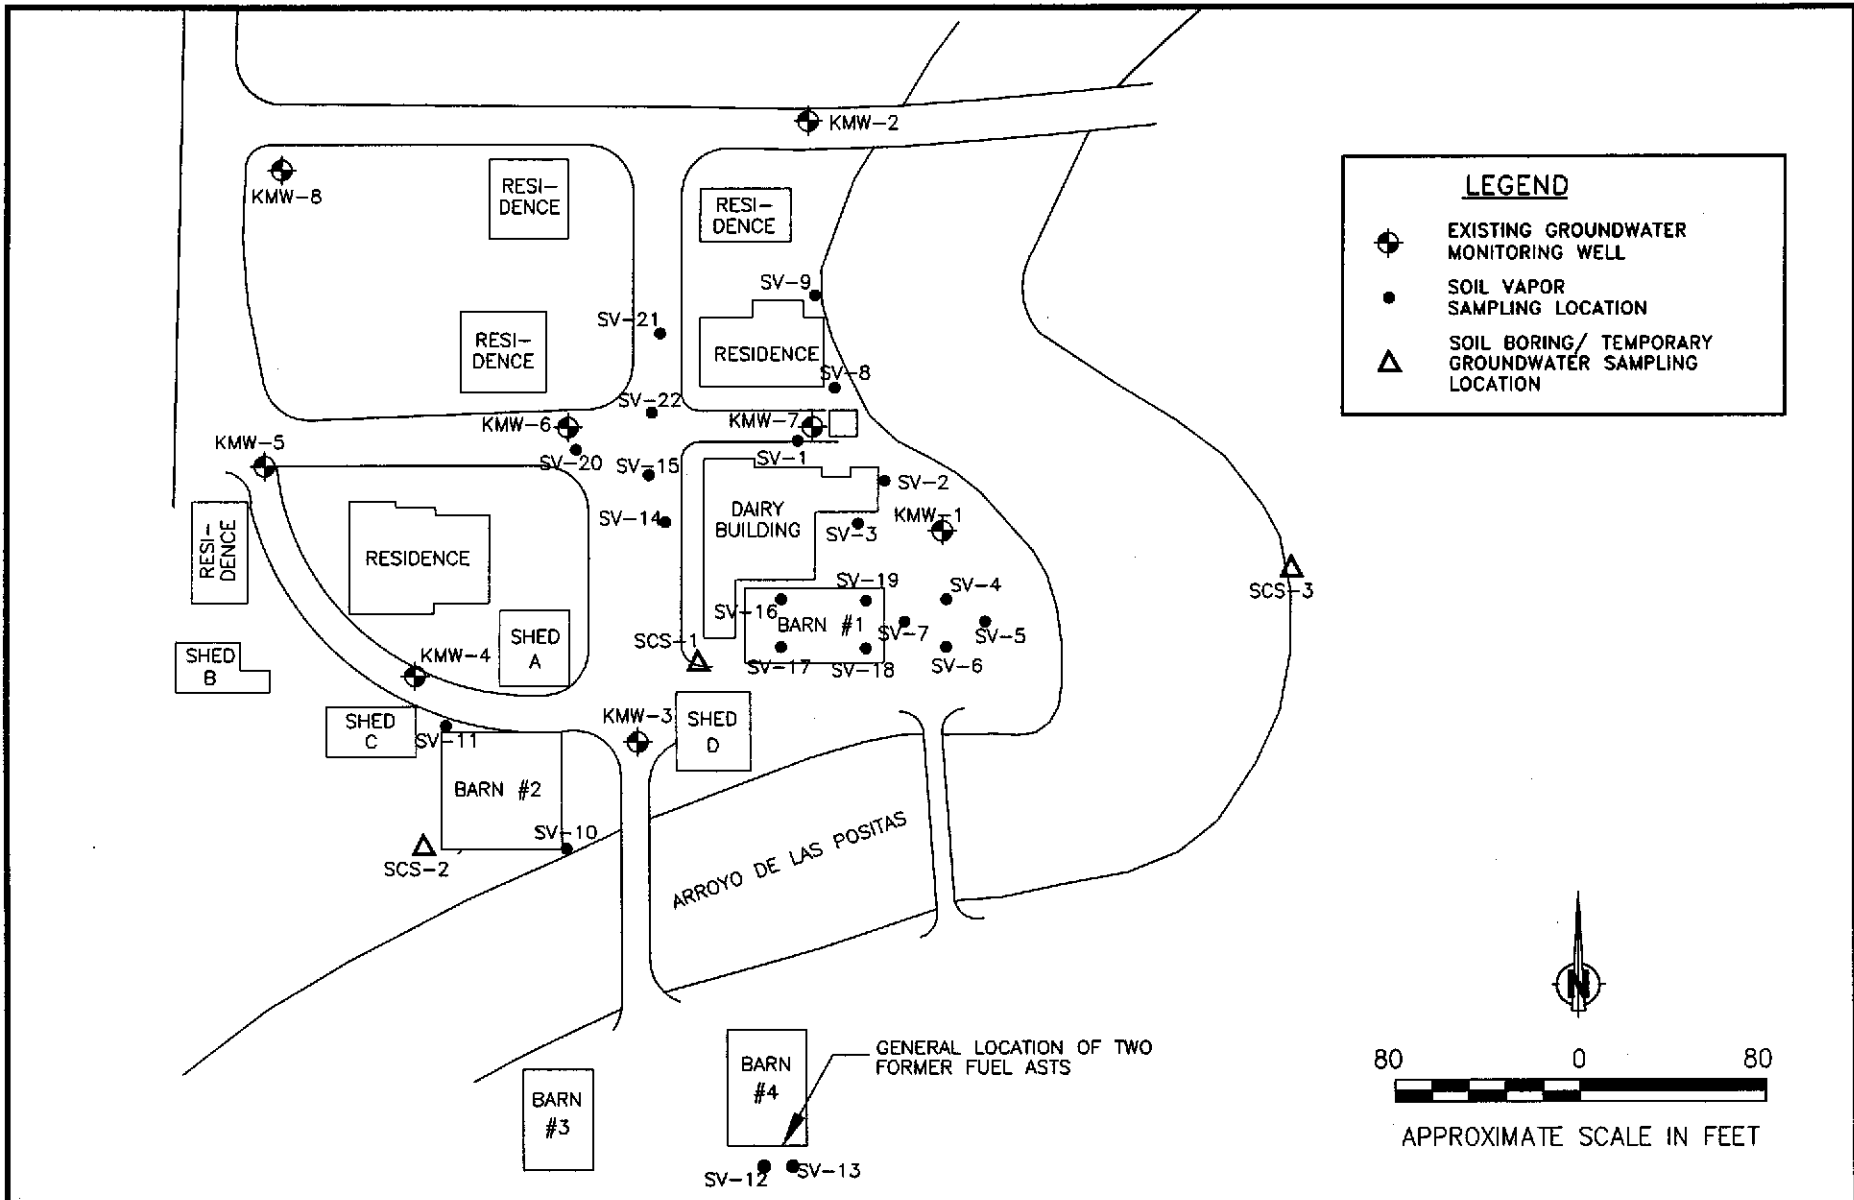 KMW-2
KMW-8
RESI-
DENCE
RESI-
DENCE
LEGEND
EXISTING GROUNDWATER
MONITORING WELL
SOIL VAPOR
SAMPLING LOCATION
SOIL BORING/ TEMPORARY
GROUNDWATER SAMPLING
LOCATION
SV-9
SV-21
RESI-
DENCE
RESIDENCE
SV-8
SV-22
KMW-6
KMW-7
KMW-5
SV-20
SV-15
SV-1
SV-2
DAIRY
BUILDING
SV-14
SV-3
KMW-1
RESI-
DENCE
RESIDENCE
SCS-3
SV-19
SV-4
SV-16
BARN #1
SV-7
SV-5
SHED
A
SCS-1
SHED
B
KMW-4
SV-17
SV-18
SV-6
SHED
C
SV-11
KMW-3
SHED
D
BARN #2
SV-10
SCS-2
ARROYO DE LAS POSITAS
N
BARN
#4
GENERAL LOCATION OF TWO
FORMER FUEL ASTS
BARN
#3
SV-12
SV-13
80 0 80
APPROXIMATE SCALE IN FEET